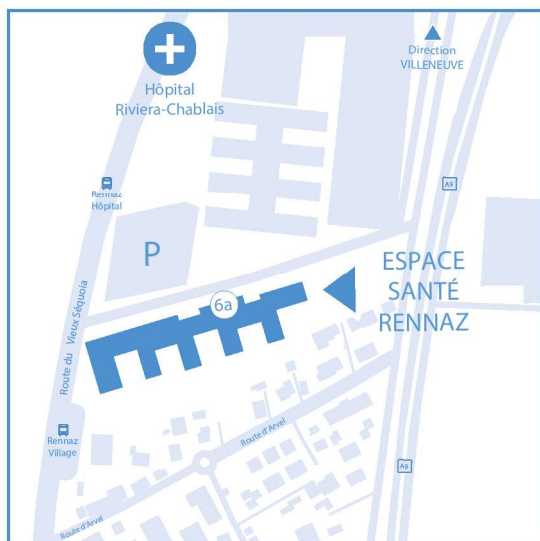 Direction
VILLENEUVE
Hôpital
Riviera-Chablais
A9
Rennaz
Hôpital
P
ESPACE
SANTÉ
RENNAZ
6a
Route du Vieux Séquoia
Route d'Arvel
Rennaz
Village
A9
Route d'Arvel